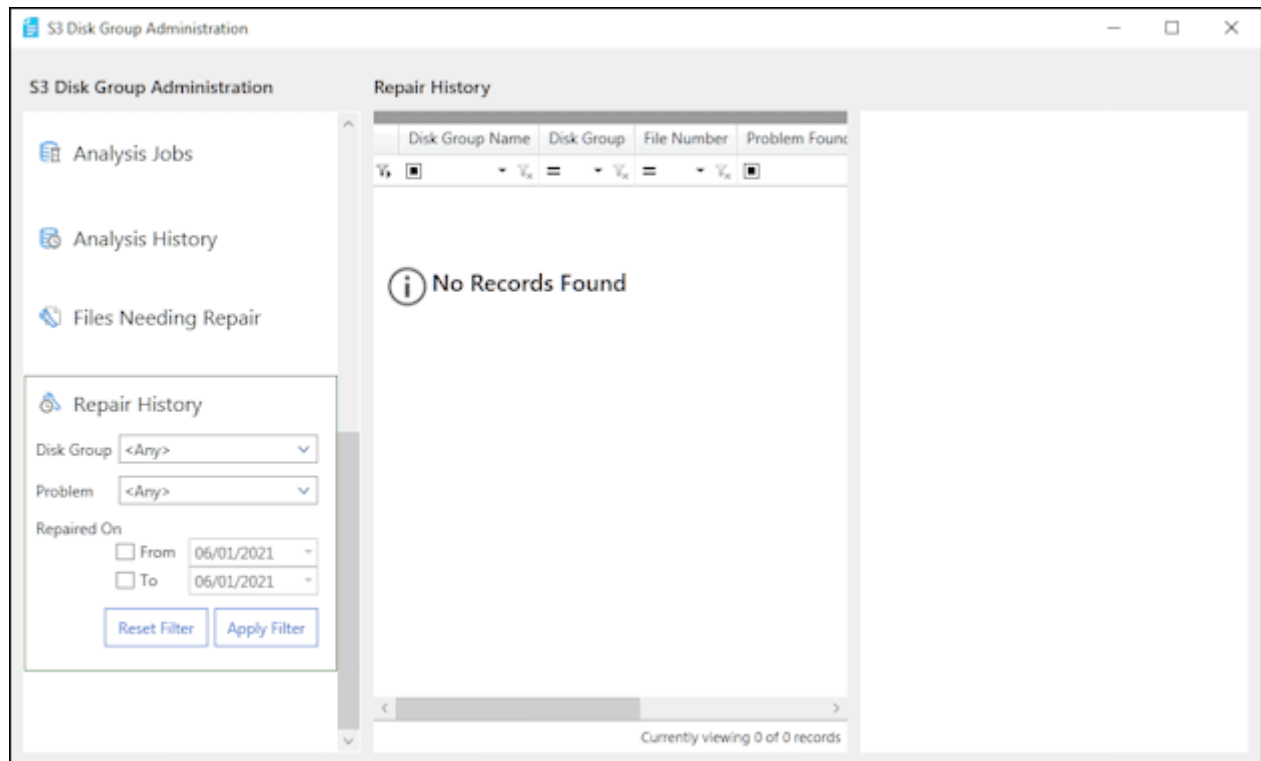 S3 Disk Group Administration
S3 Disk Group Administration
Repair History
Analysis Jobs
Analysis History
Files Needing Repair
Repair History
Disk Group <Any>
Problem <Any>
Repaired On
From 06/01/2021
To 06/01/2021
Reset Filter Apply Filter
Disk Group Name Disk Group File Number Problem Found
= =
No Records Found
Currently viewing 0 of 0 records